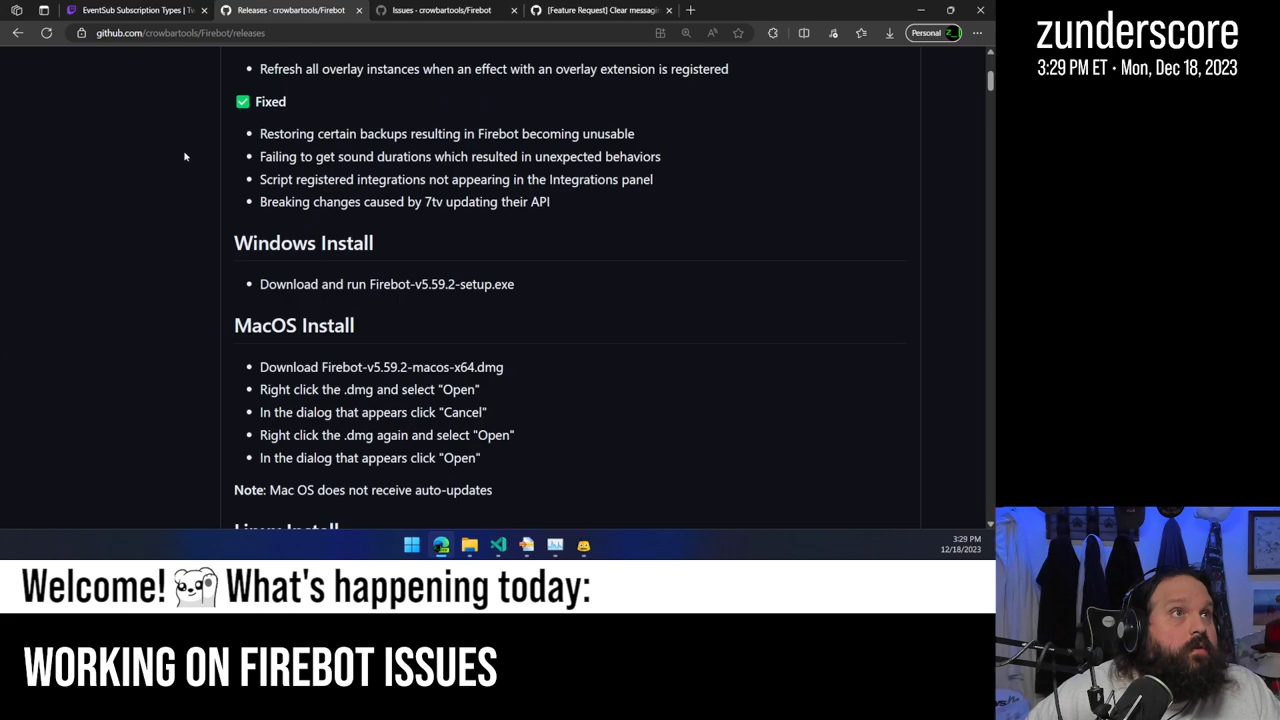 EventSub Subscription Types | Tw
Releases · crowbartools/Firebot
Issues · crowbartools/Firebot
[Feature Request] Clear messag
github.com/crowbartools/Firebot/releases
Personal
Refresh all overlay instances when an effect with an overlay extension is registered
Fixed
Restoring certain backups resulting in Firebot becoming unusable
Failing to get sound durations which resulted in unexpected behaviors
Script registered integrations not appearing in the Integrations panel
Breaking changes caused by 7tv updating their API
Windows Install
Download and run Firebot-v5.59.2-setup.exe
MacOS Install
Download Firebot-v5.59.2-macos-x64.dmg
Right click the .dmg and select "Open"
In the dialog that appears click "Cancel"
Right click the .dmg again and select "Open"
In the dialog that appears click "Open"
Note: Mac OS does not receive auto-updates
Linux Install
3:29 PM
12/18/2023
zunderscore
3:29 PM ET · Mon, Dec 18, 2023
Welcome! What's happening today:
WORKING ON FIREBOT ISSUES